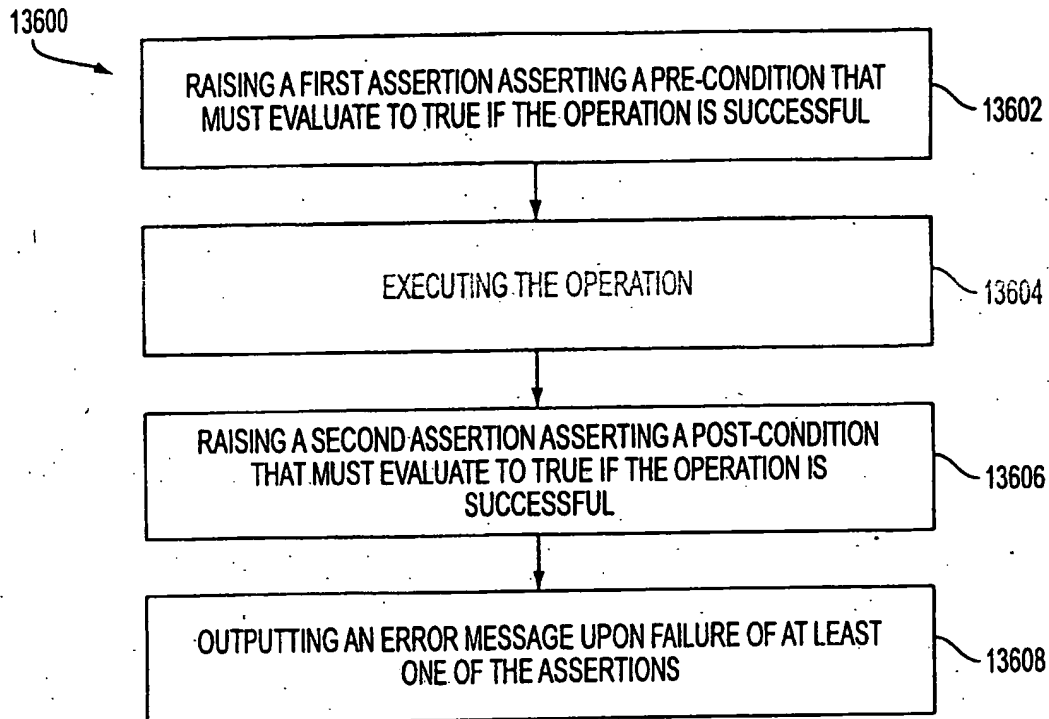 13600
RAISING A FIRST ASSERTION ASSERTING A PRE-CONDITION THAT
MUST EVALUATE TO TRUE IF THE OPERATION IS SUCCESSFUL
13602
EXECUTING THE OPERATION
13604
RAISING A SECOND ASSERTION ASSERTING A POST-CONDITION
THAT MUST EVALUATE TO TRUE IF THE OPERATION IS
SUCCESSFUL
13606
OUTPUTTING AN ERROR MESSAGE UPON FAILURE OF AT LEAST
ONE OF THE ASSERTIONS
13608